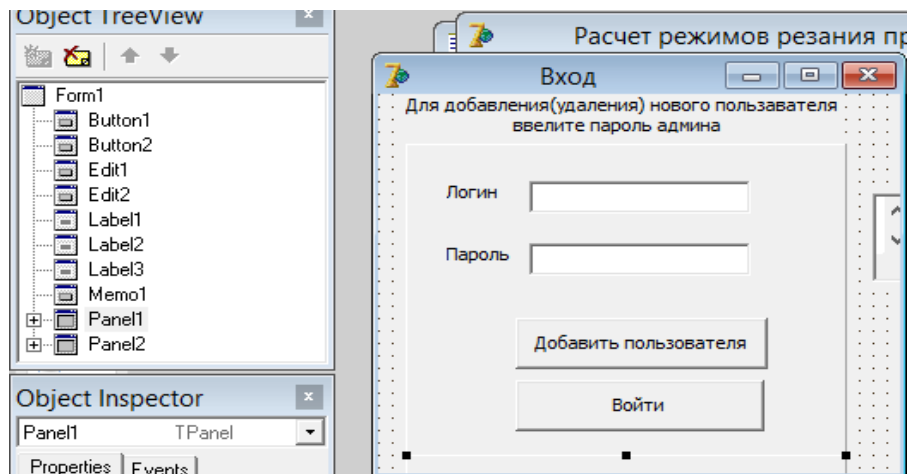 Object TreeView
Form1
Button1
Button2
Edit1
Edit2
Label1
Label2
Label3
Memo1
Panel1
Panel2
Object Inspector
Panel1 TPanel
Properties Events
Расчет режимов резания пр
Вход
Для добавления(удаления) нового пользавателя
ввелите пароль админа
Логин
Пароль
Добавить пользователя
Войти